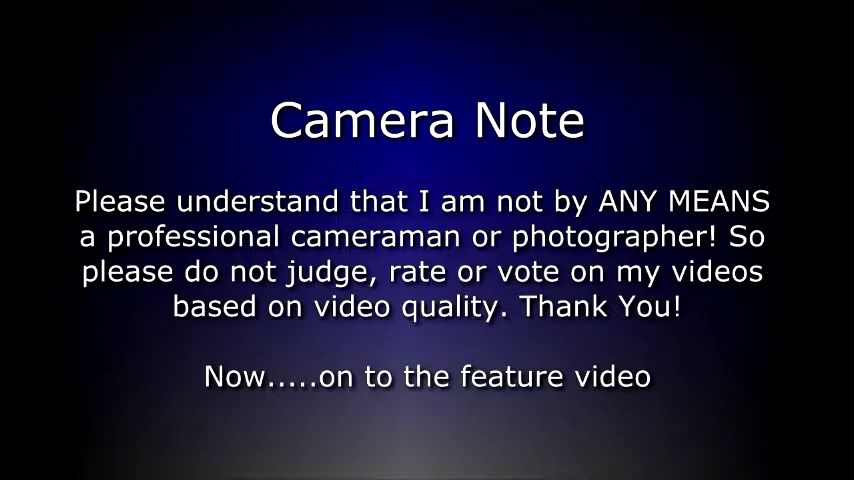 Camera Note
Please understand that I am not by ANY MEANS
a professional cameraman or photographer! So
please do not judge, rate or vote on my videos
based on video quality. Thank You!
Now.....on to the feature video